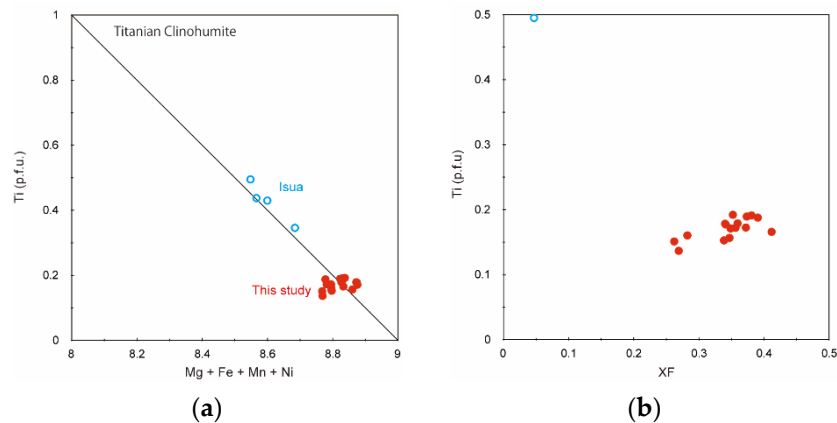 Titanian Clinohumite
1
0.8
0.6
0.4
0.2
0
Ti (p.f.u.)
Isua
This study
8
8.2
8.4
8.6
8.8
9
Mg + Fe + Mn + Ni
(a)
0.5
0.4
0.3
0.2
0.1
0
Ti (p.f.u)
0
0.1
0.2
0.3
0.4
0.5
XF
(b)